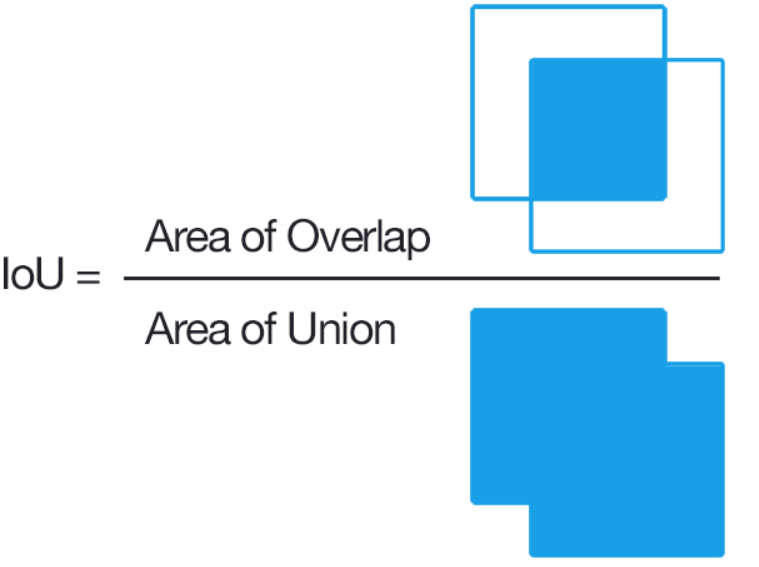 Area of Overlap
IoU =
Area of Union